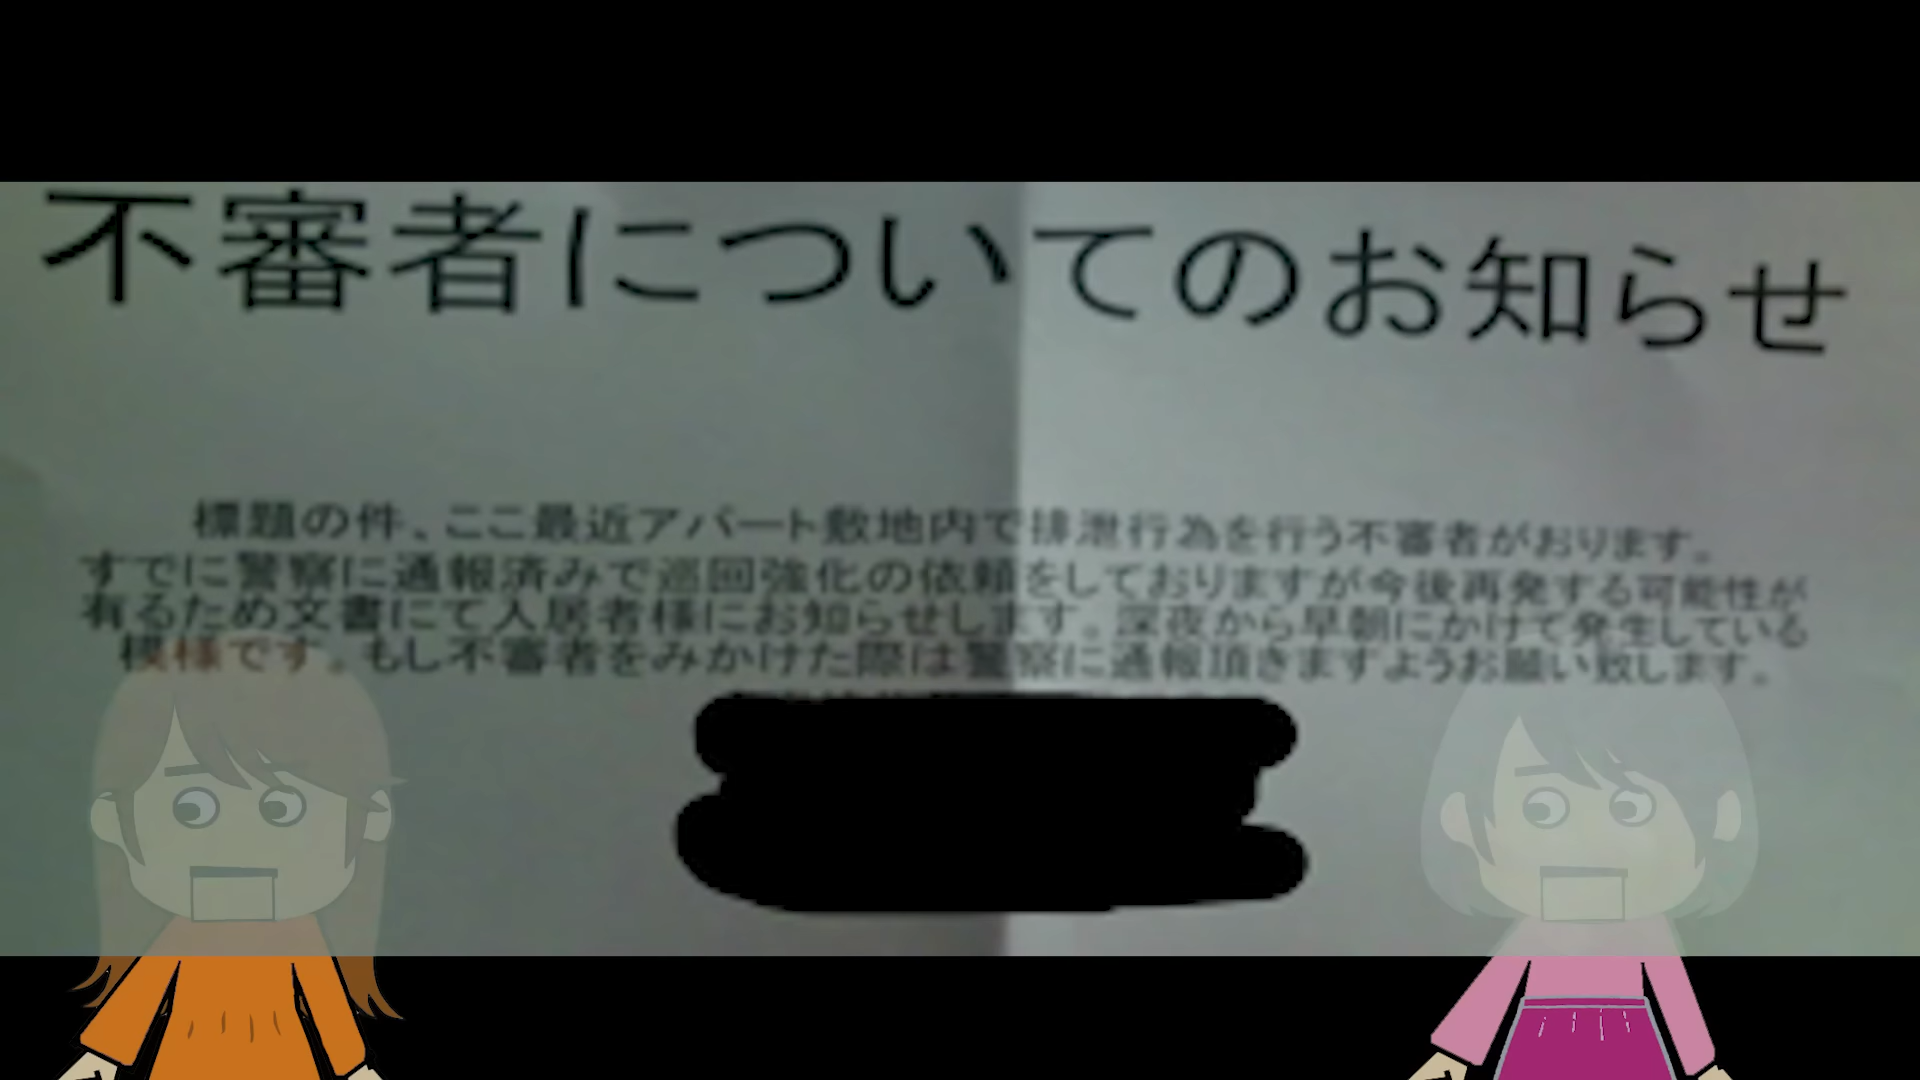 不審者についてのお知らせ
標題の件、ここ最近アパート敷地内で排泄行為を行う不審者がおります。
すでに警察に通報済みで巡回強化の依頼をしておりますが今後再発する可能性が
有るため文書にて入居者様にお知らせします。深夜から早朝にかけて発生している
模様です。もし不審者をみかけた際は警察に通報頂きますようお願い致します。